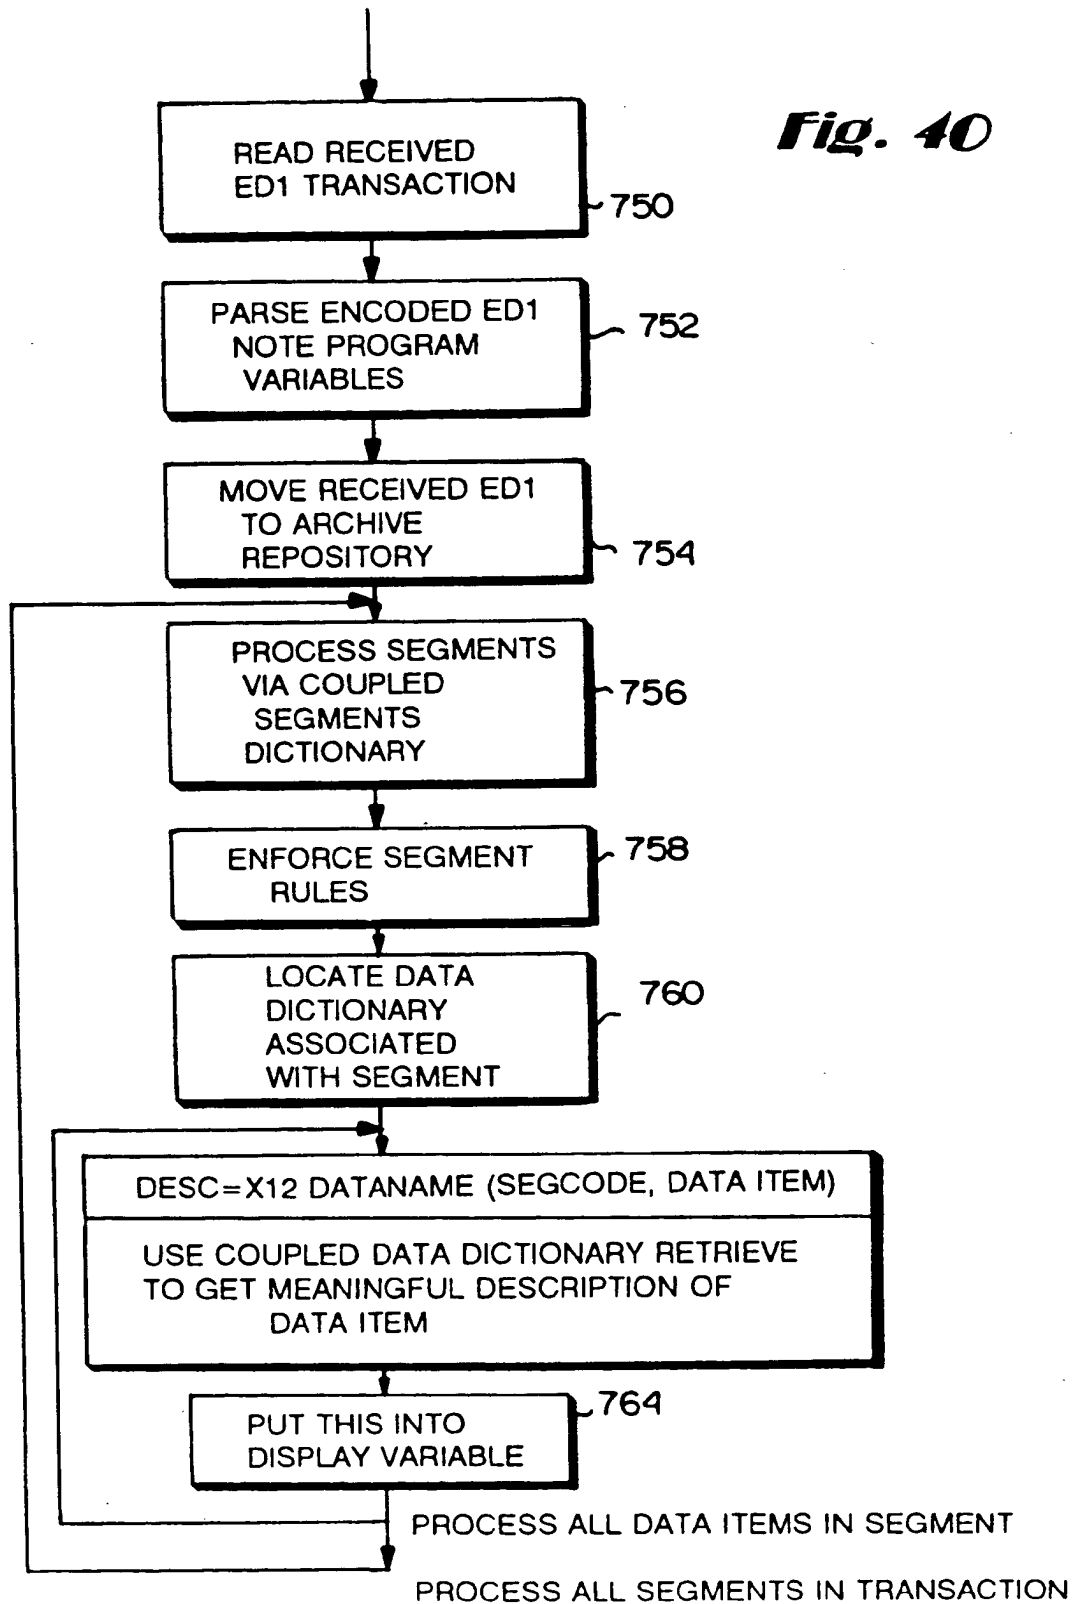 Fig. 40
READ RECEIVED
ED1 TRANSACTION
750
PARSE ENCODED ED1
NOTE PROGRAM
VARIABLES
752
MOVE RECEIVED ED1
TO ARCHIVE
REPOSITORY
754
PROCESS SEGMENTS
VIA COUPLED
SEGMENTS
DICTIONARY
756
ENFORCE SEGMENT
RULES
758
LOCATE DATA
DICTIONARY
ASSOCIATED
WITH SEGMENT
760
DESC=X12 DATANAME (SEGCODE, DATA ITEM)
USE COUPLED DATA DICTIONARY RETRIEVE
TO GET MEANINGFUL DESCRIPTION OF
DATA ITEM
PUT THIS INTO
DISPLAY VARIABLE
764
PROCESS ALL DATA ITEMS IN SEGMENT
PROCESS ALL SEGMENTS IN TRANSACTION